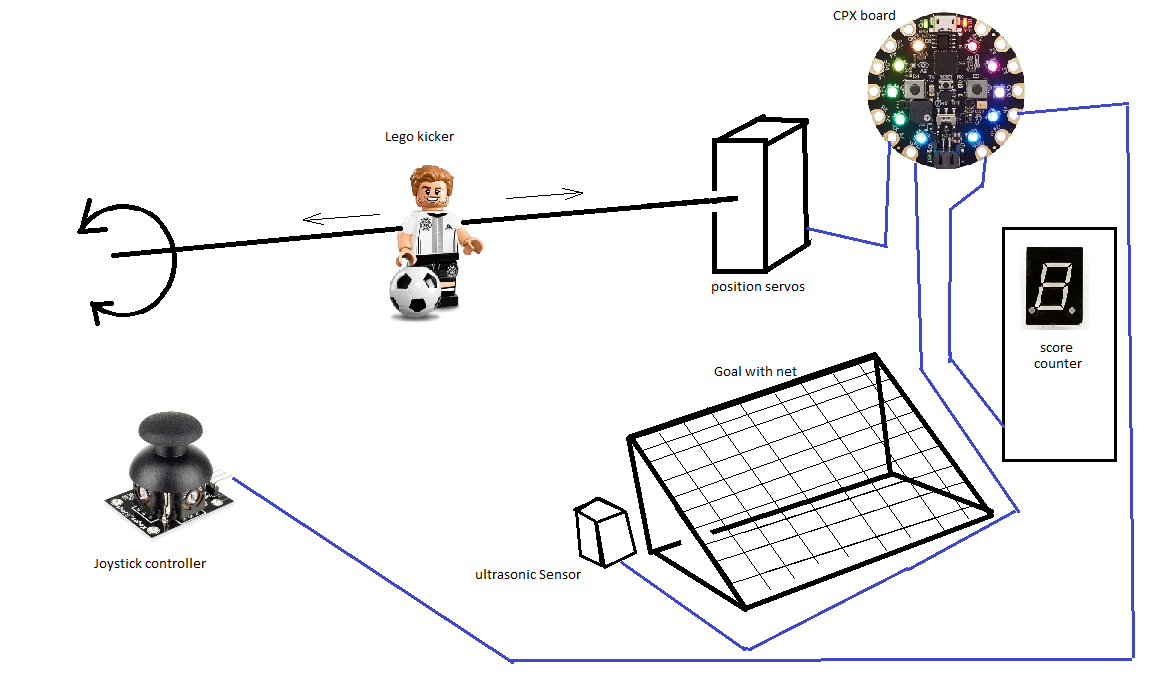 CPX board
Lego kicker
position servos
score
counter
Goal with net
Joystick controller
ultrasonic Sensor